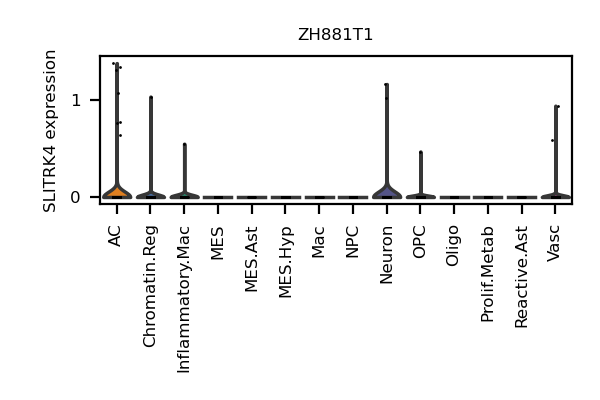 ZH881T1
SLITRK4 expression
1
0
AC
Chromatin.Reg
Inflammatory.Mac
MES
MES.Ast
MES.Hyp
Mac
NPC
Neuron
OPC
Oligo
Prolif.Metab
Reactive.Ast
Vasc